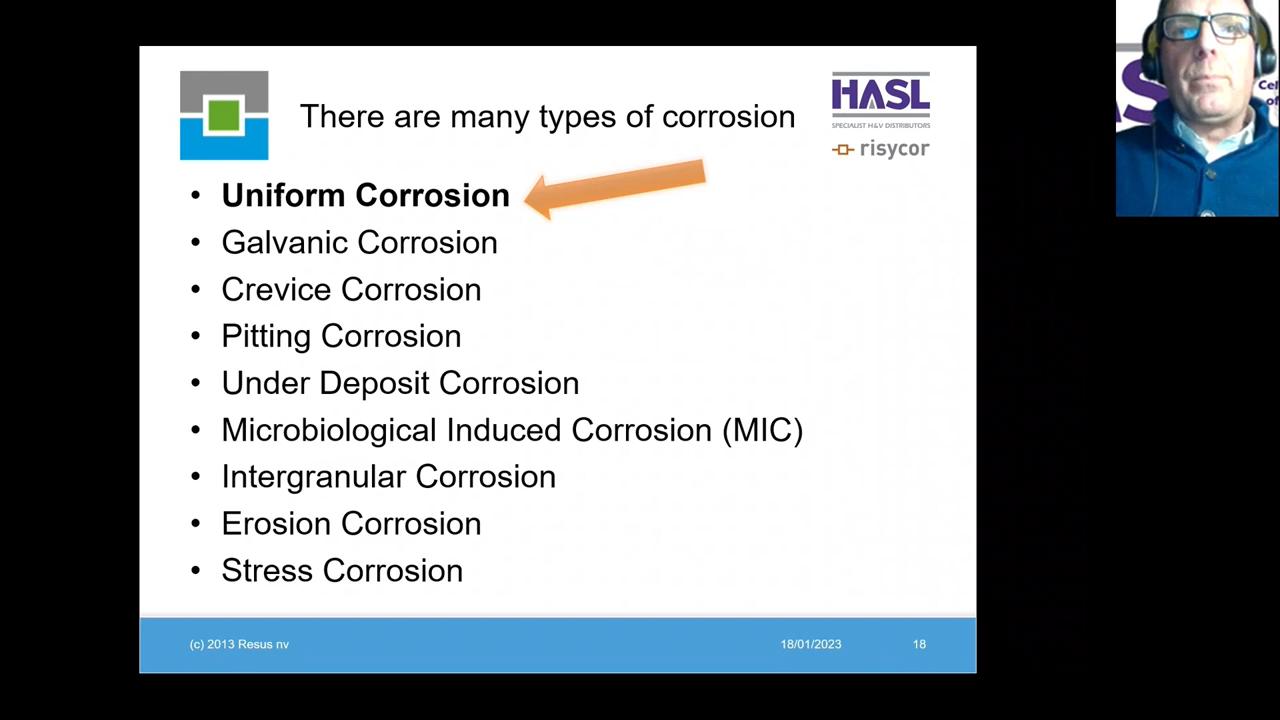 There are many types of corrosion
HASL
SPECIALIST H&V DISTRIBUTORS
risycor
• Uniform Corrosion
• Galvanic Corrosion
• Crevice Corrosion
• Pitting Corrosion
• Under Deposit Corrosion
• Microbiological Induced Corrosion (MIC)
• Intergranular Corrosion
• Erosion Corrosion
• Stress Corrosion
(c) 2013 Resus nv
18/01/2023
18